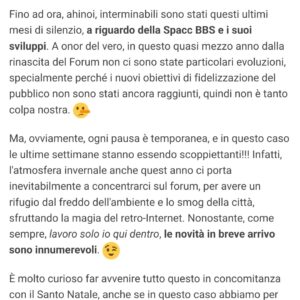 Fino ad ora, ahinoi, interminabili sono stati questi ultimi
mesi di silenzio, a riguardo della Spacc BBS e i suoi
sviluppi. A onor del vero, in questo quasi mezzo anno dalla
rinascita del Forum non ci sono state particolari evoluzioni,
specialmente perché i nuovi obiettivi di fidelizzazione del
pubblico non sono stati ancora raggiunti, quindi non è tanto
colpa nostra. 🤥
Ma, ovviamente, ogni pausa è temporanea, e in questo caso
le ultime settimane stanno essendo scoppiettanti!!! Infatti,
l'atmosfera invernale anche quest anno ci porta
inevitabilmente a concentrarci sul forum, per avere un
rifugio dal freddo dell'ambiente e lo smog della città,
sfruttando la magia del retro-Internet. Nonostante, come
sempre, lavoro solo io qui dentro, le novità in breve arrivo
sono innumerevoli. 😉
È molto curioso far avvenire tutto questo in concomitanza
con il Santo Natale, anche se in questo caso abbiamo per